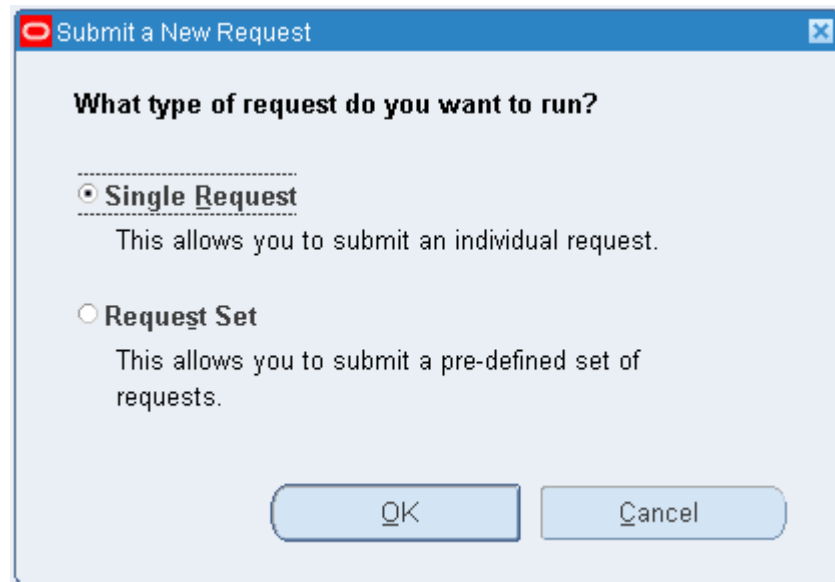 Submit a New Request
What type of request do you want to run?
Single Request
This allows you to submit an individual request.
Request Set
This allows you to submit a pre-defined set of
requests.
OK
Cancel